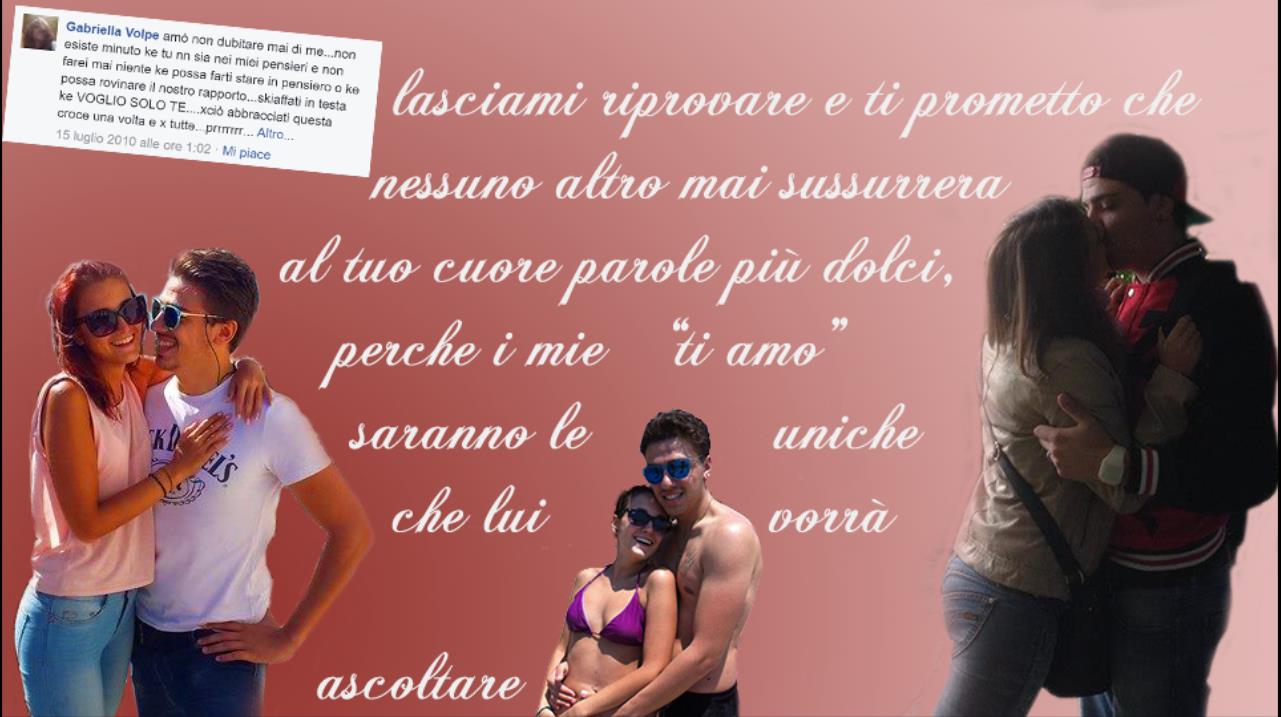 Gabriella Volpe amò non dubitare mai di me...non
esiste minuto ke tu nn sia nei miei pensieri e non
farei mai niente ke possa farti stare in pensiero o ke
possa rovinare il nostro rapporto...skiaffati in testa
ke VOGLIO SOLO TE....xciò abbracciati questa
croce una volta e x tutte...prrrrrrr... Altro...
15 luglio 2010 alle ore 1:02 · Mi piace
lasciami riprovare e ti prometto che
nessuno altro mai sussurrera
al tuo cuore parole più dolci,
perche i mie “ti amo”
saranno le uniche
che lui vorrà
ascoltare